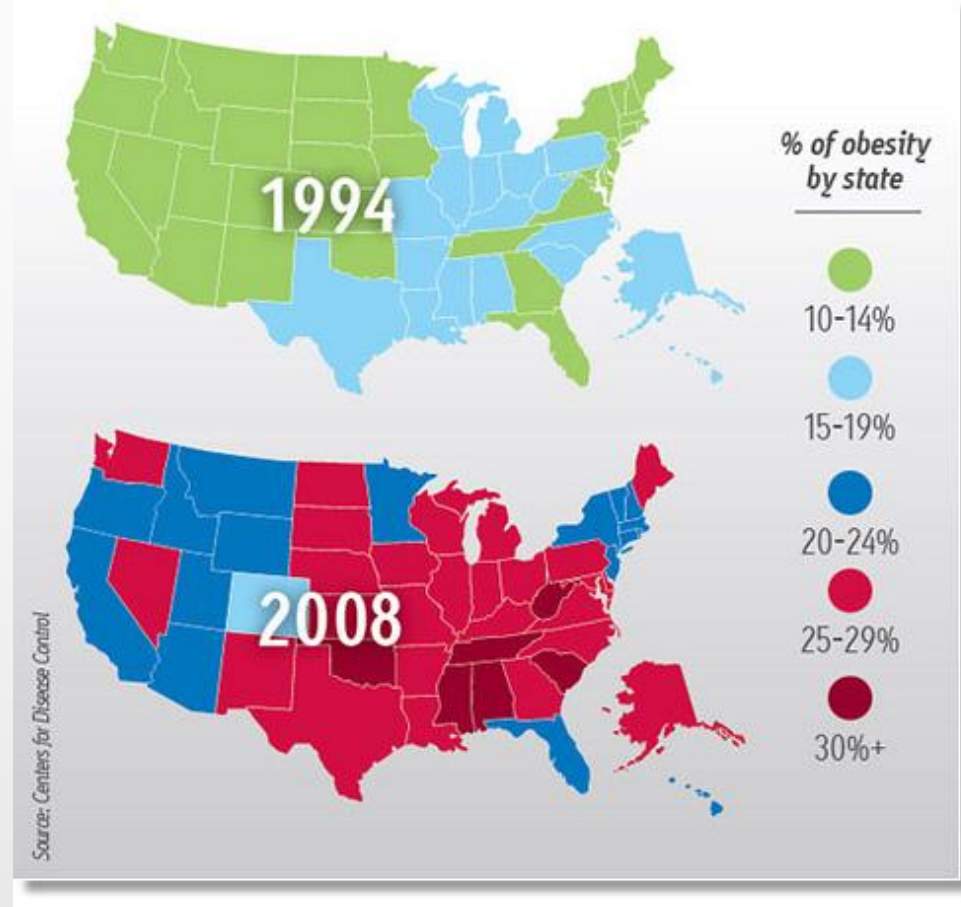 1994
% of obesity
by state
10-14%
15-19%
20-24%
25-29%
30%+
2008
Source: Centers for Disease Control